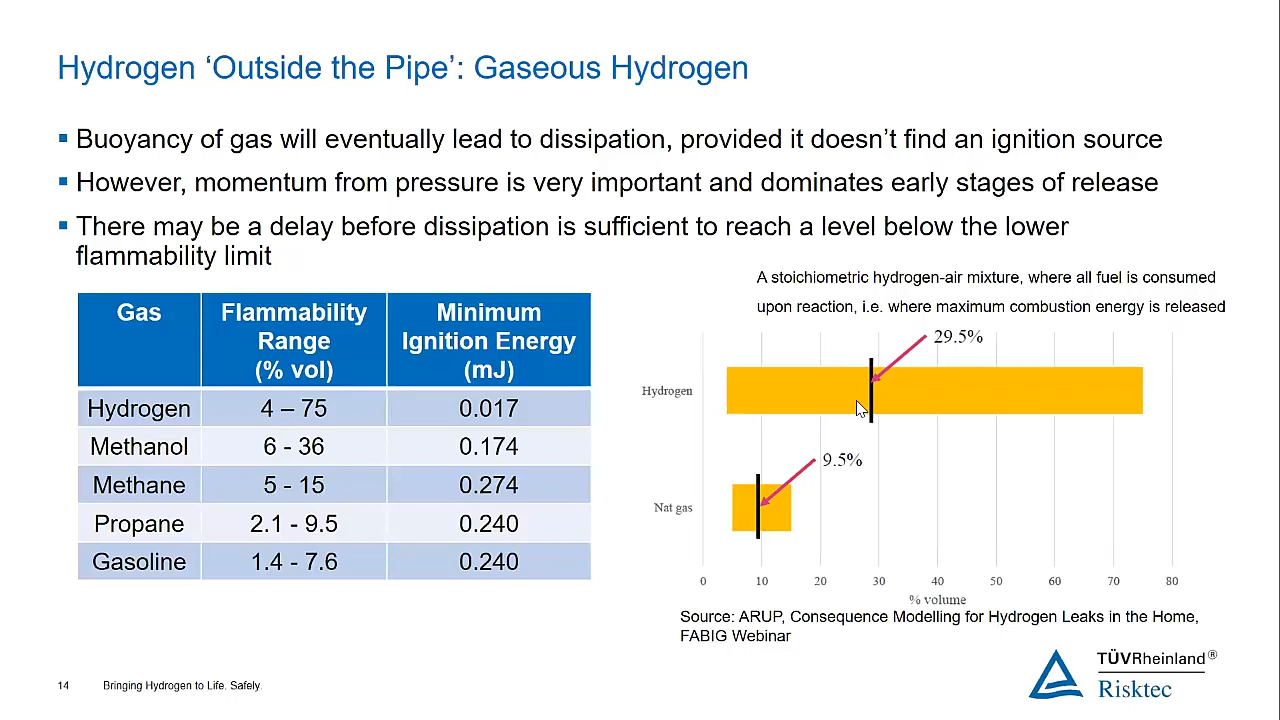 Hydrogen ‘Outside the Pipe’: Gaseous Hydrogen
▪ Buoyancy of gas will eventually lead to dissipation, provided it doesn’t find an ignition source
▪ However, momentum from pressure is very important and dominates early stages of release
▪ There may be a delay before dissipation is sufficient to reach a level below the lower
flammability limit
Gas Flammability Range (% vol) Minimum Ignition Energy (mJ)
Hydrogen 4 – 75 0.017
Methanol 6 - 36 0.174
Methane 5 - 15 0.274
Propane 2.1 - 9.5 0.240
Gasoline 1.4 - 7.6 0.240
A stoichiometric hydrogen-air mixture, where all fuel is consumed
upon reaction, i.e. where maximum combustion energy is released
29.5%
Hydrogen
9.5%
Nat gas
0 10 20 30 40 50 60 70 80
% volume
Source: ARUP, Consequence Modelling for Hydrogen Leaks in the Home,
FABIG Webinar
TÜVRheinland®
Risktec
14 Bringing Hydrogen to Life. Safely.